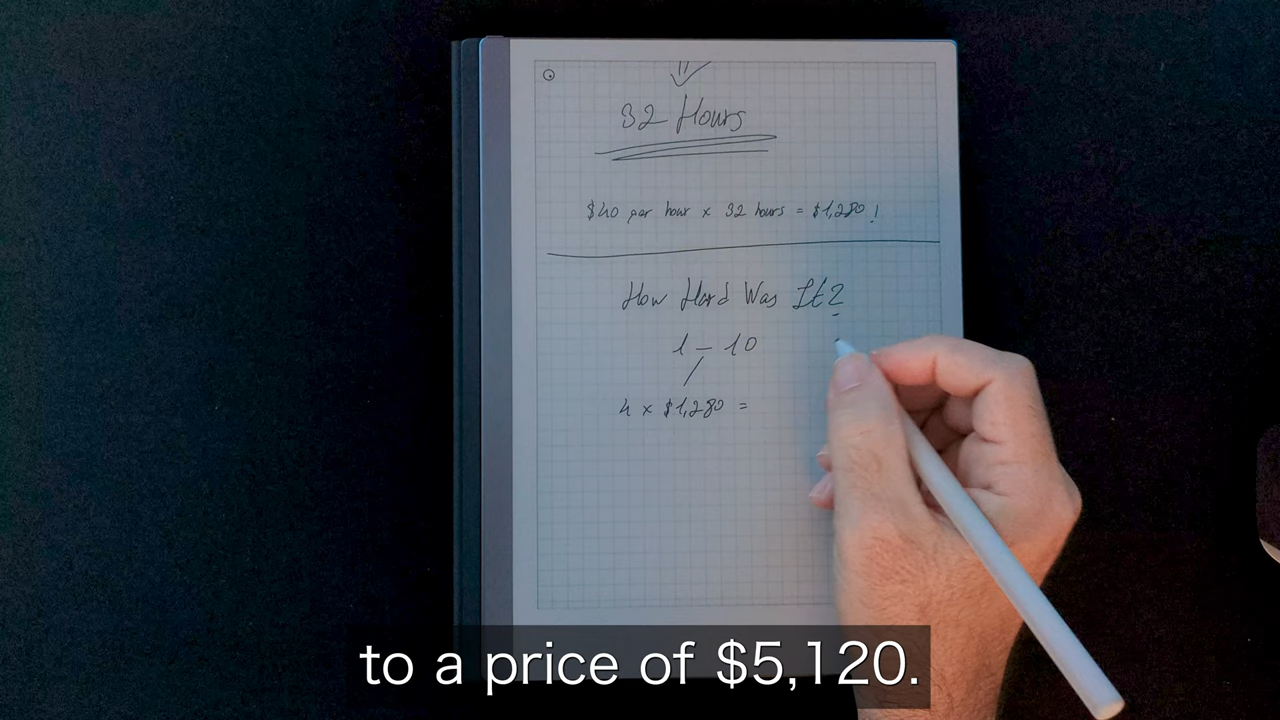 32 Hours
$40 per hour x 32 hours = $1,280!
How Hard Was It?
1 – 10
4 x $1,280 =
to a price of $5,120.